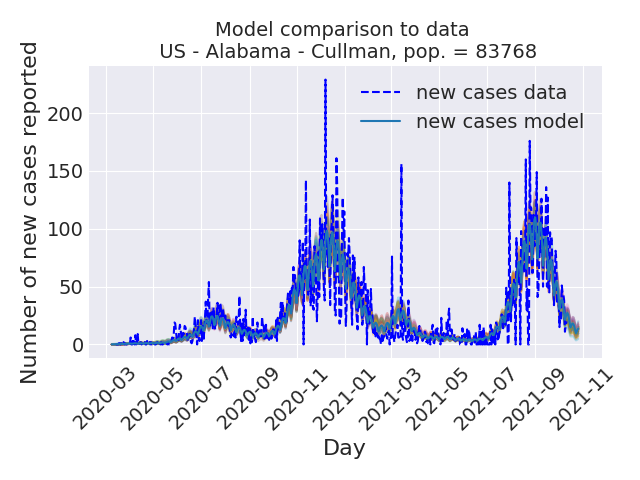 Model comparison to data
US - Alabama - Cullman, pop. = 83768
Number of new cases reported
200
150
100
50
0
new cases data
new cases model
2020-03
2020-05
2020-07
2020-09
2020-11
2021-01
2021-03
2021-05
2021-07
2021-09
2021-11
Day